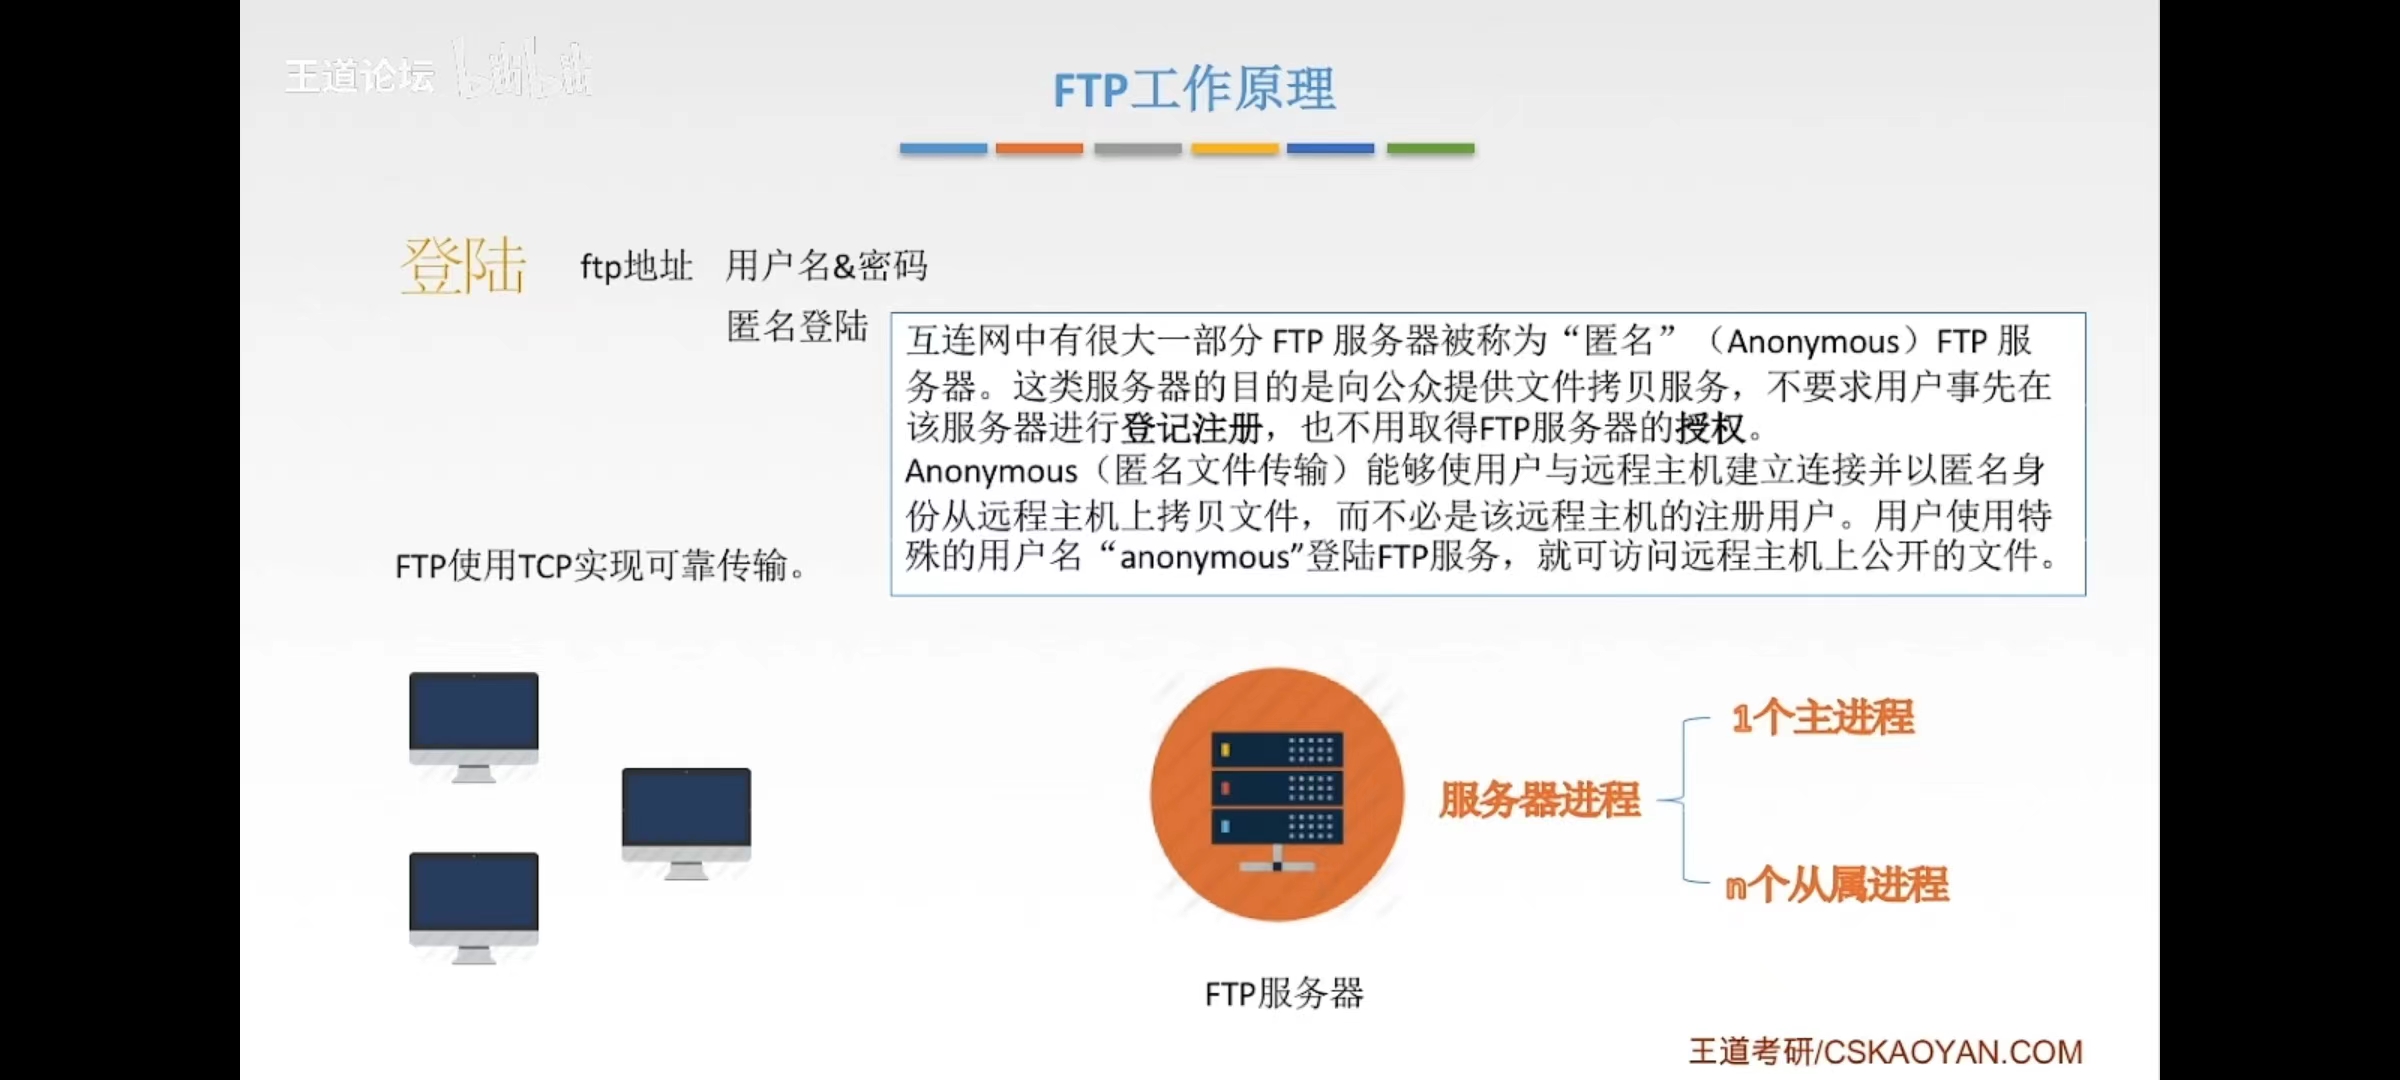 王道论坛 bilibili
FTP工作原理
登陆 ftp地址 用户名&密码
匿名登陆
互连网中有很大一部分 FTP 服务器被称为“匿名”（Anonymous）FTP 服
务器。这类服务器的目的是向公众提供文件拷贝服务，不要求用户事先在
该服务器进行登记注册，也不用取得FTP服务器的授权。
Anonymous（匿名文件传输）能够使用户与远程主机建立连接并以匿名身
份从远程主机上拷贝文件，而不必是该远程主机的注册用户。用户使用特
殊的用户名“anonymous”登陆FTP服务，就可访问远程主机上公开的文件。
FTP使用TCP实现可靠传输。
1个主进程
服务器进程
n个从属进程
FTP服务器
王道考研/CSKAOYAN.COM